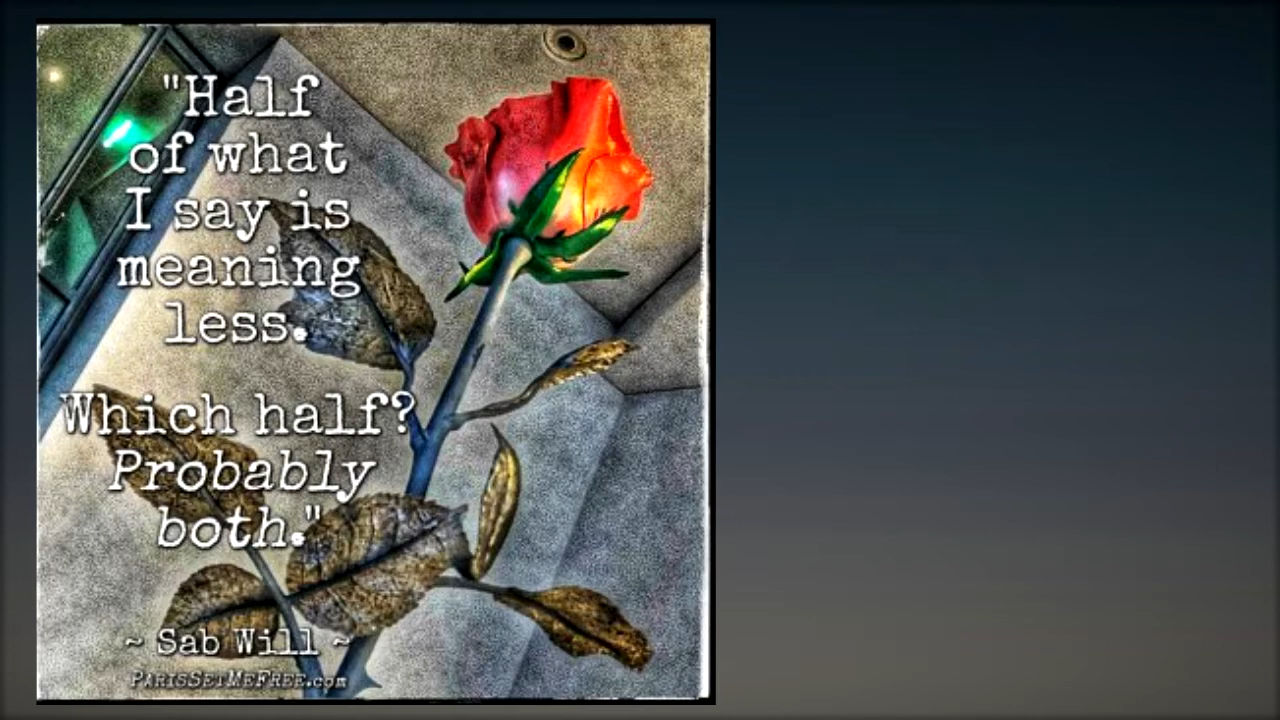 "Half
of what
I say is
meaning
less.
Which half?
Probably
both."
~ Sab Will ~
PARISSETMEFREE.com